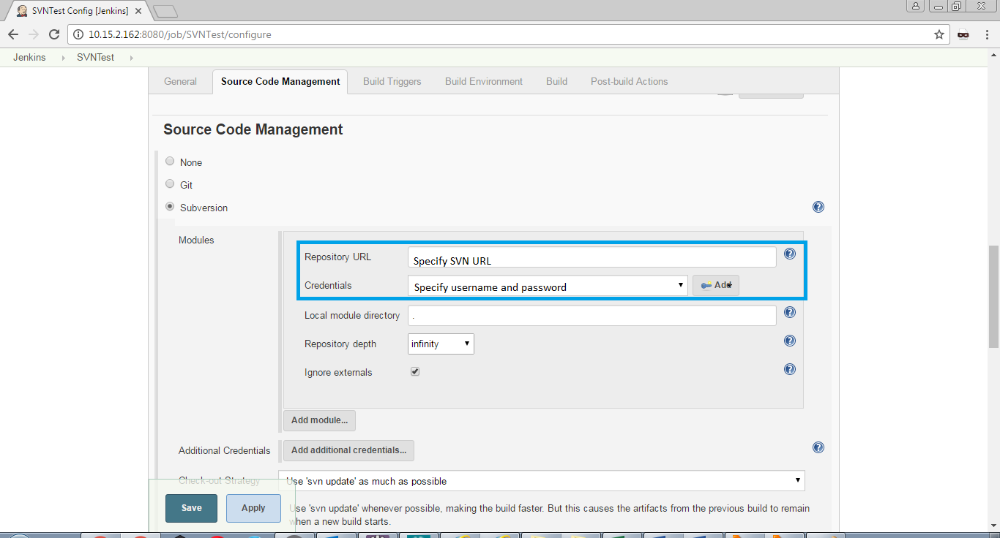 SVNTest Config [Jenkins]
10.15.2.162:8080/job/SVNTest/configure
Jenkins SVNTest
General Source Code Management Build Triggers Build Environment Build Post-build Actions
Source Code Management
None
Git
Subversion
Modules
Repository URL Specify SVN URL
Credentials Specify username and password Add
Local module directory .
Repository depth infinity
Ignore externals
Add module...
Additional Credentials Add additional credentials...
Check-out Strategy Use 'svn update' as much as possible
Save Apply Use 'svn update' whenever possible, making the build faster. But this causes the artifacts from the previous build to remain
when a new build starts.